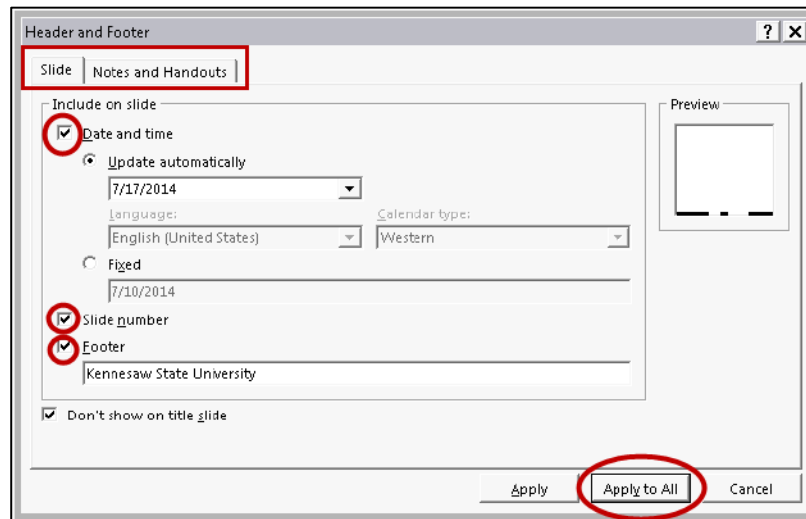 Header and Footer
Slide Notes and Handouts
Include on slide
Preview
Date and time
Update automatically
7/17/2014
Language: Calendar type:
English (United States) Western
Fixed
7/10/2014
Slide number
Footer
Kennesaw State University
Don't show on title slide
Apply Apply to All Cancel